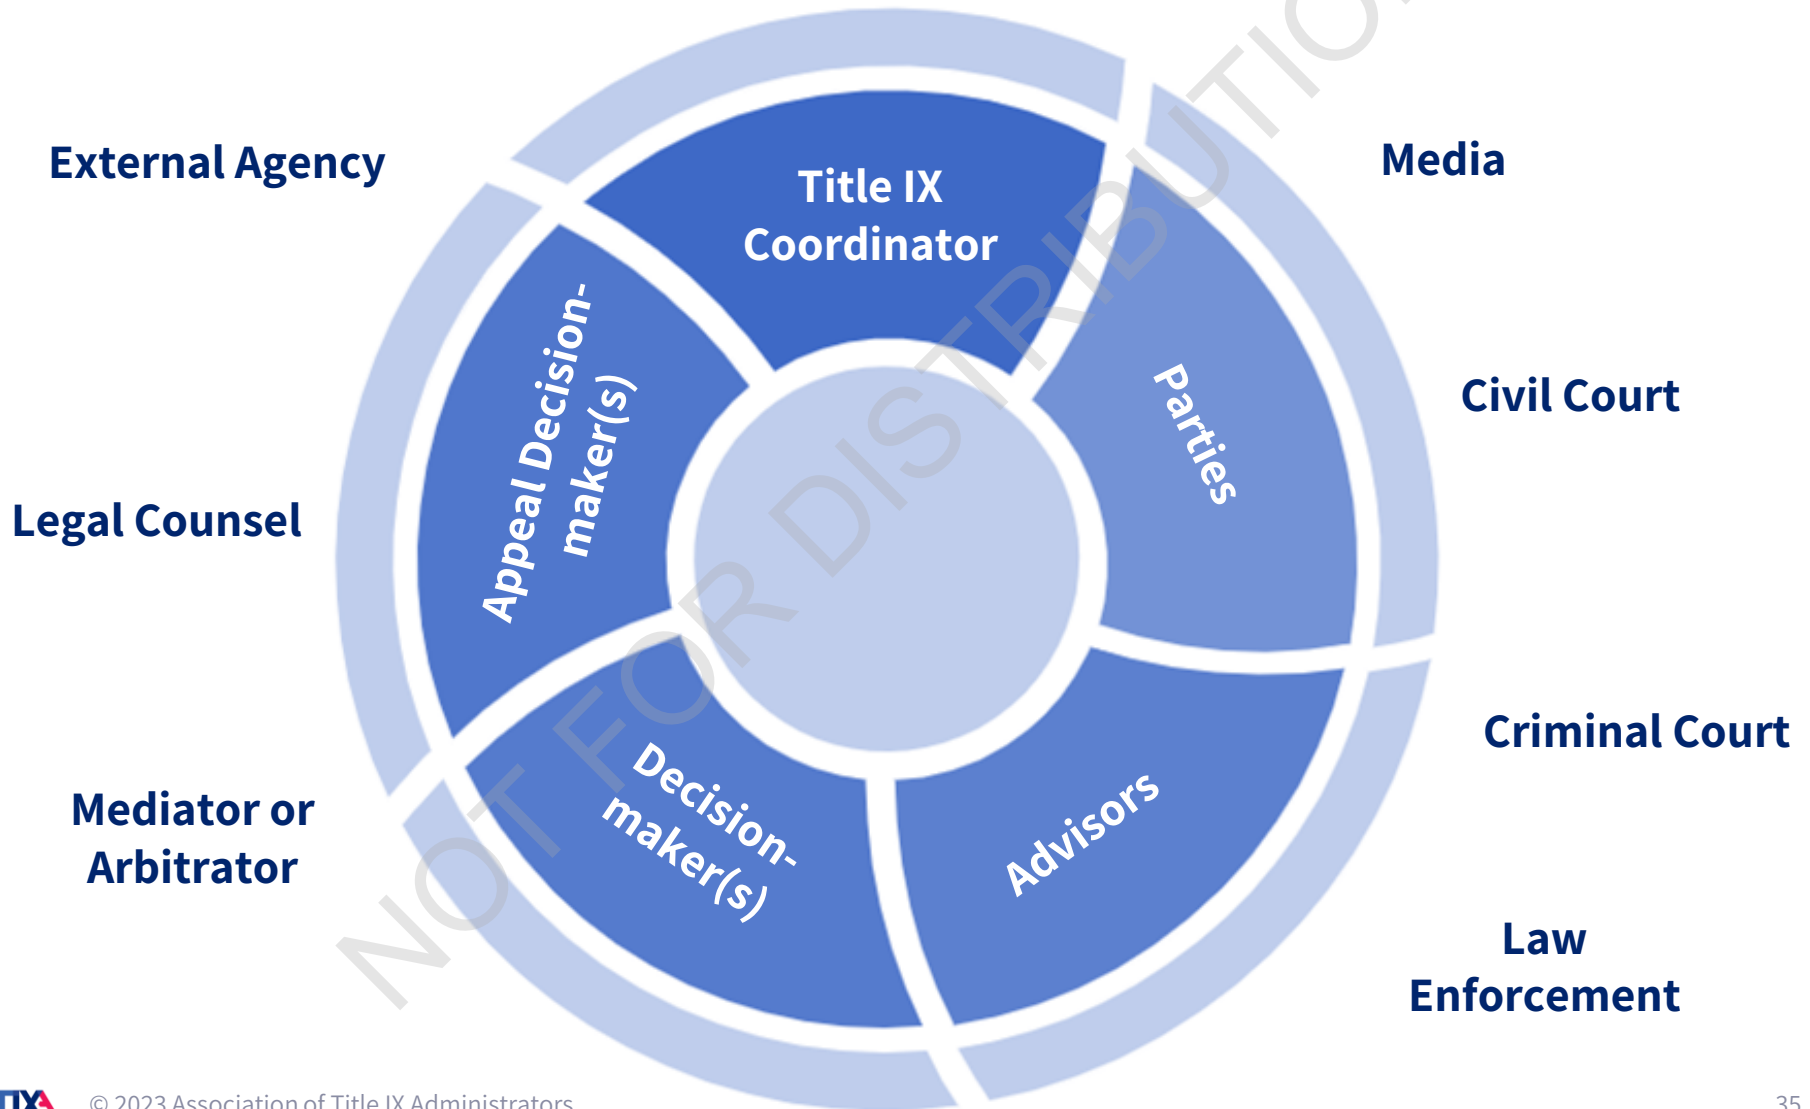 External Agency
Title IX
Coordinator
Media
Appeal Decision-
maker(s)
Parties
Civil Court
Legal Counsel
Criminal Court
Mediator or
Arbitrator
Decision-
maker(s)
Advisors
Law
Enforcement
NOT FOR DISTRIBUTION
© 2023 Association of Title IX Administrators
35